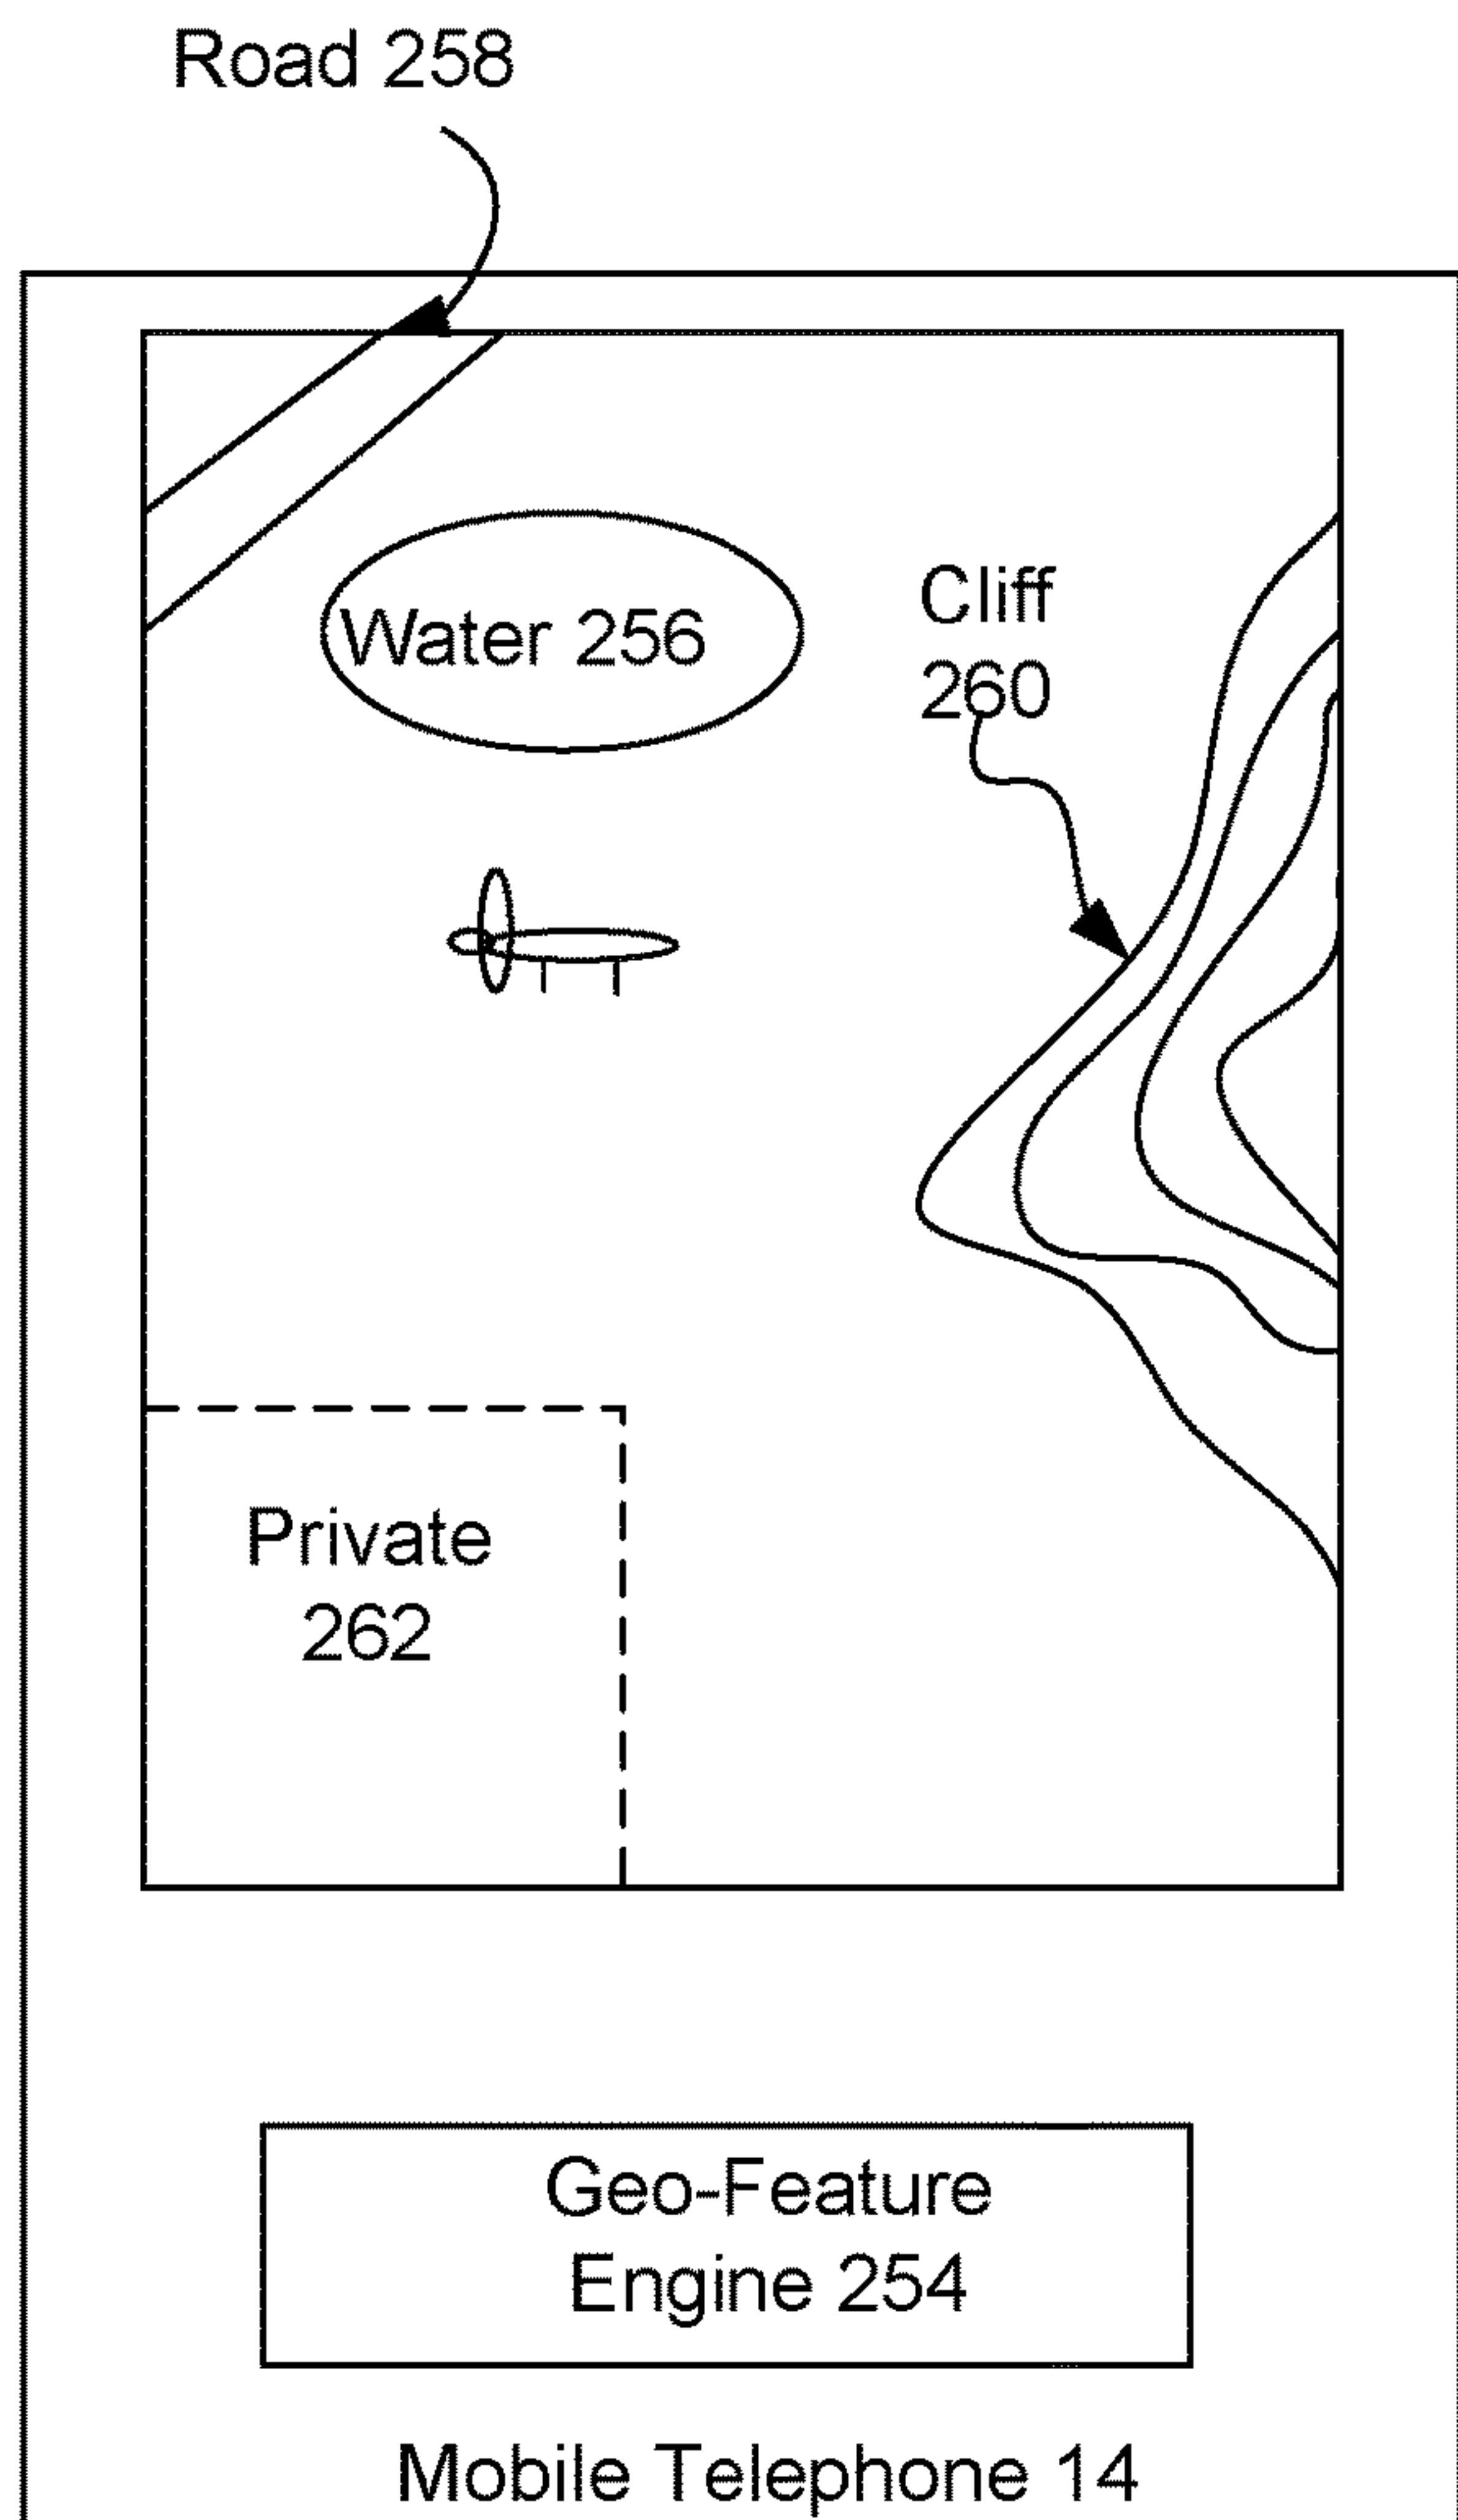 Road 258
Water 256
Cliff
260
Private
262
Geo-Feature
Engine 254
Mobile Telephone 14